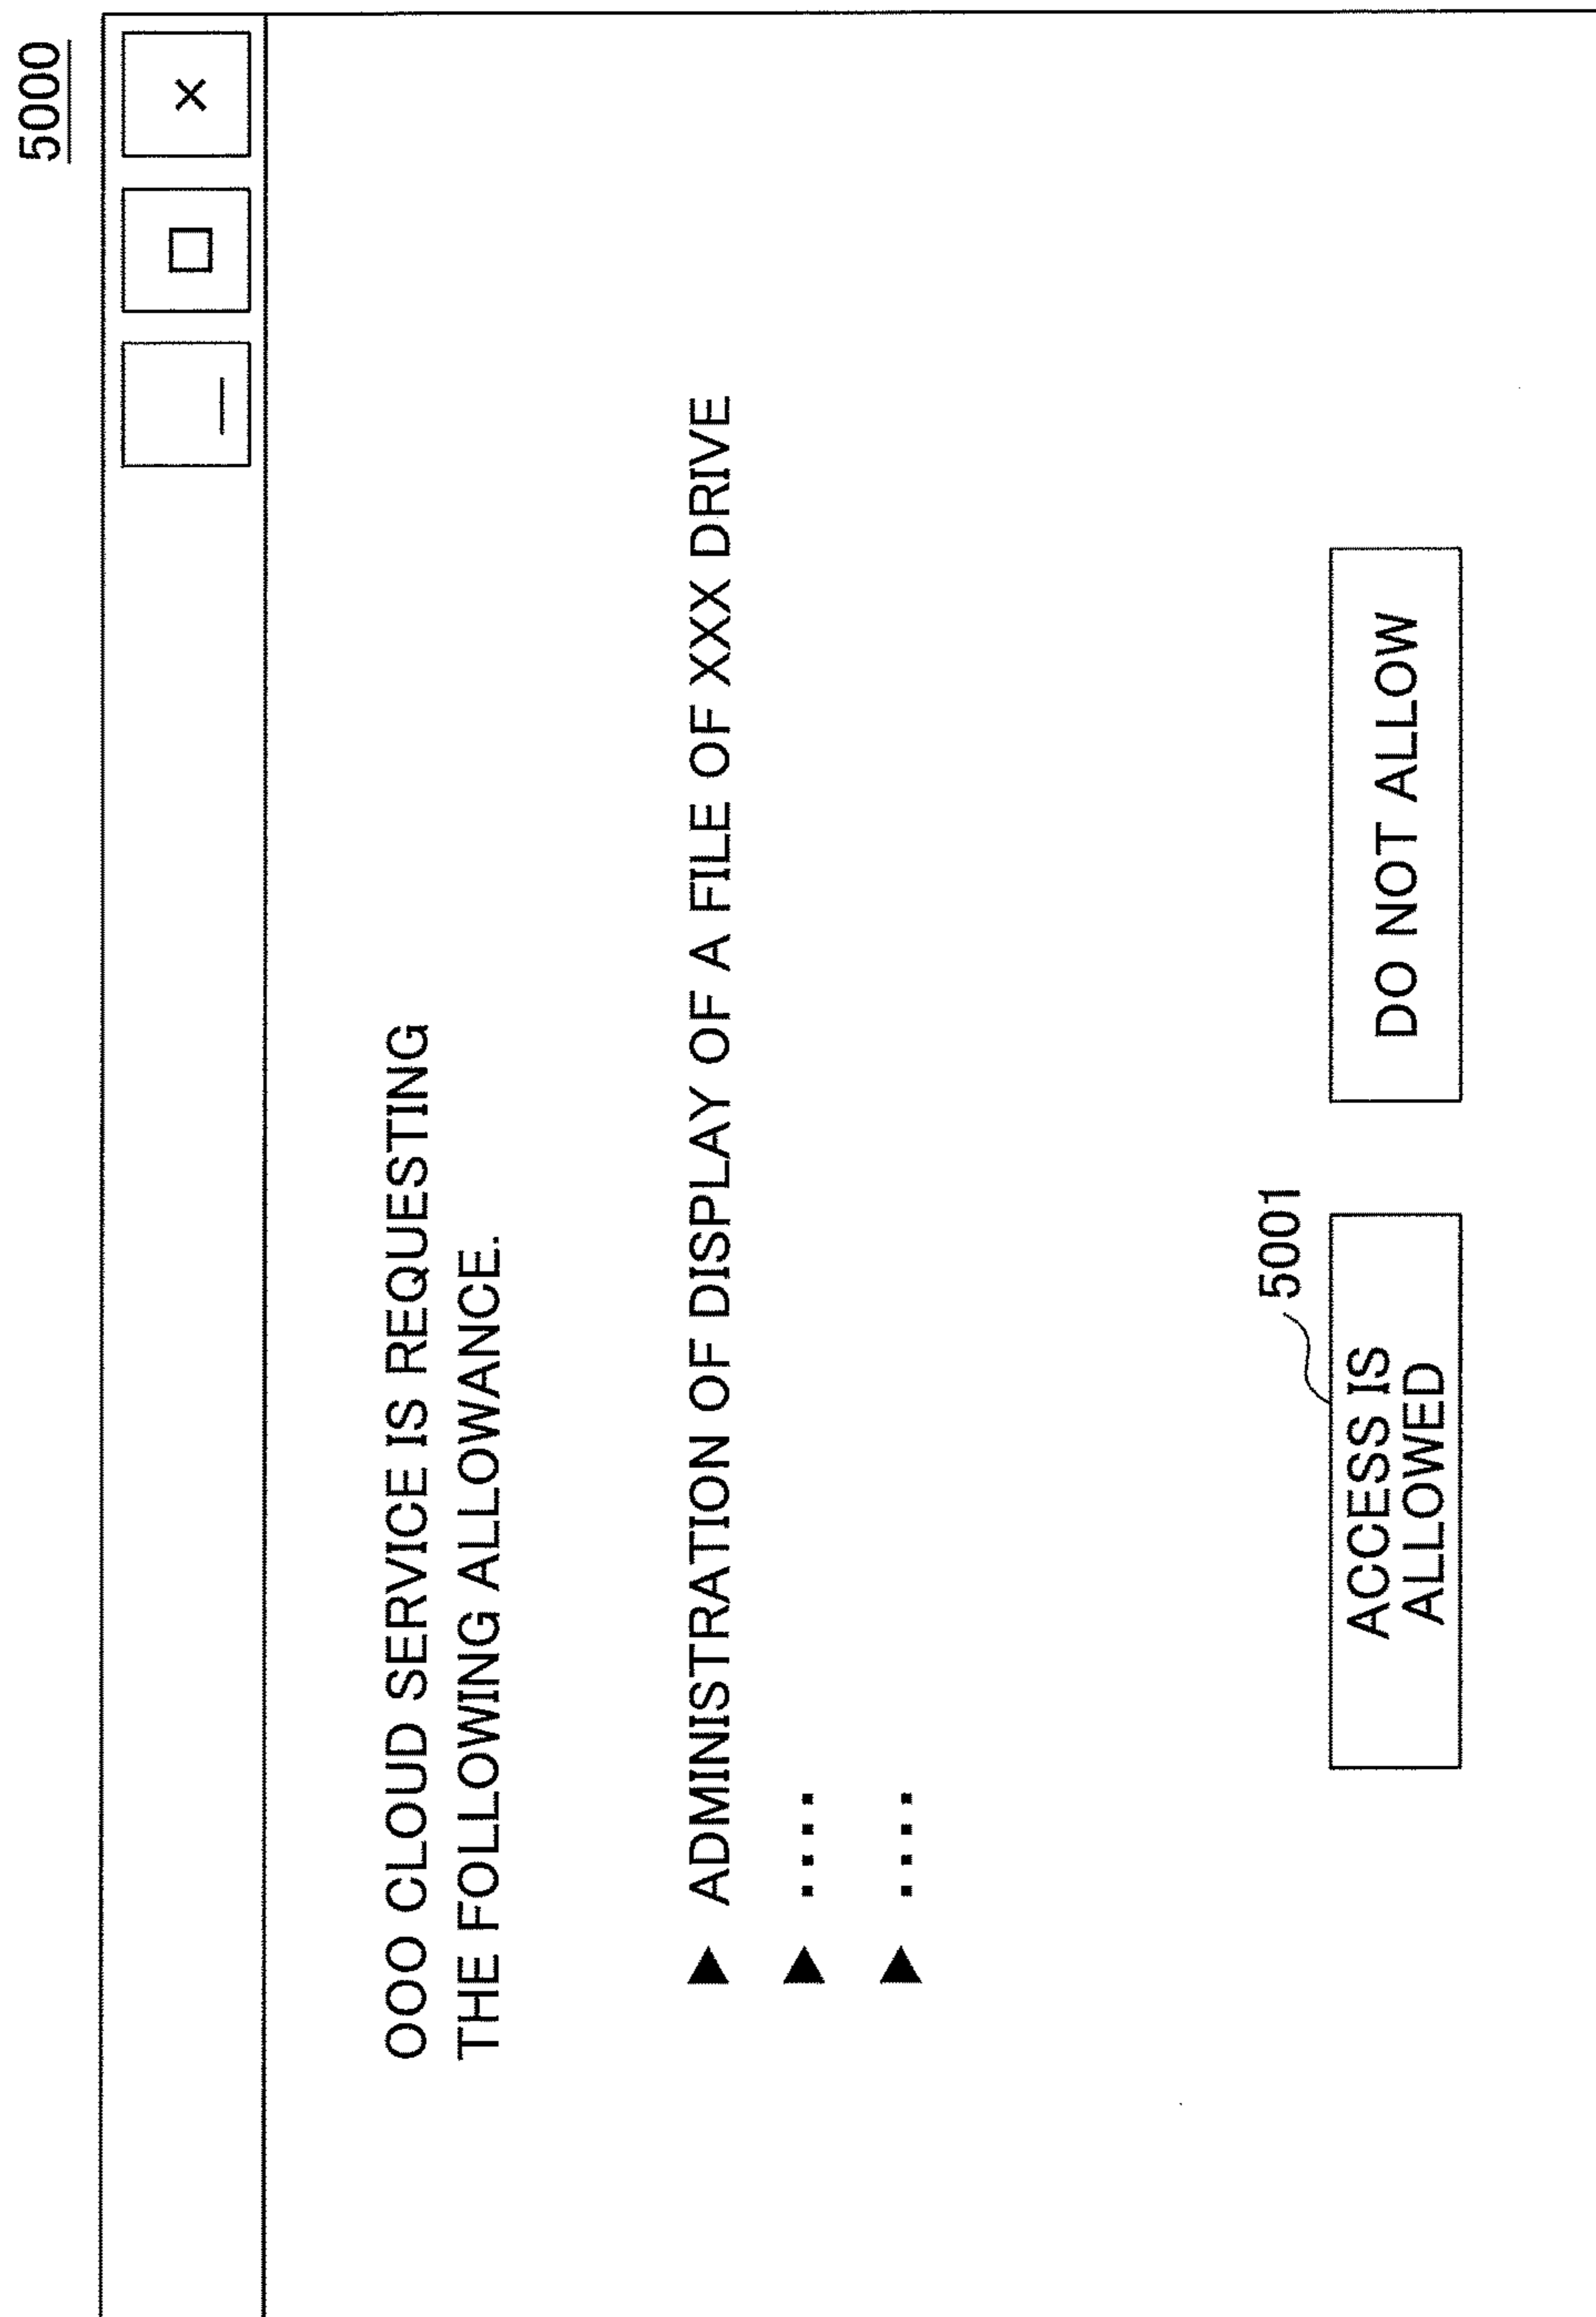 5000
OOO CLOUD SERVICE IS REQUESTING
THE FOLLOWING ALLOWANCE.
▶ ADMINISTRATION OF DISPLAY OF A FILE OF XXX DRIVE
▶ ....
▶ ....
5001
ACCESS IS
ALLOWED
DO NOT ALLOW